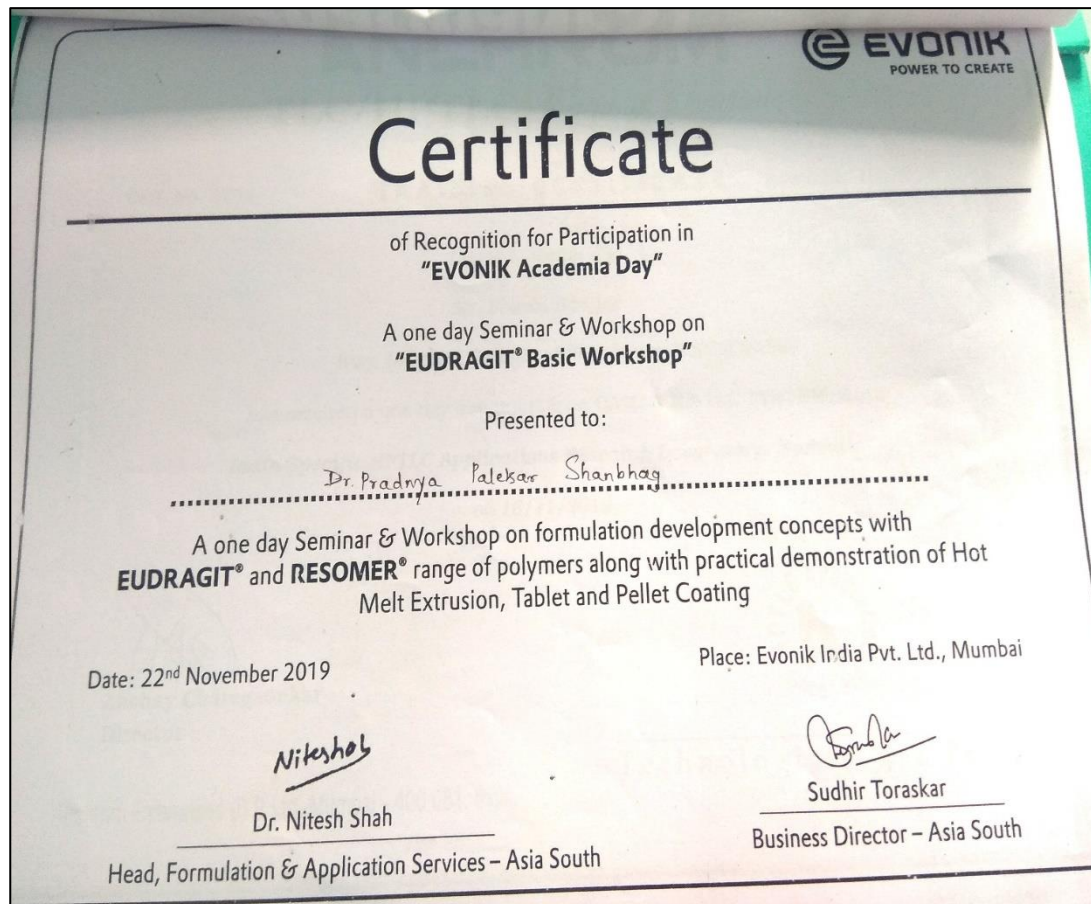 EVONIK
POWER TO CREATE
Certificate
of Recognition for Participation in
"EVONIK Academia Day"
A one day Seminar & Workshop on
"EUDRAGIT® Basic Workshop"
Presented to:
Dr. Pradnya Palekar Shanbhag
A one day Seminar & Workshop on formulation development concepts with
EUDRAGIT® and RESOMER® range of polymers along with practical demonstration of Hot
Melt Extrusion, Tablet and Pellet Coating
Date: 22nd November 2019
Place: Evonik India Pvt. Ltd., Mumbai
Niteshah
Dr. Nitesh Shah
Head, Formulation & Application Services – Asia South
Sudhir Toraskar
Business Director – Asia South